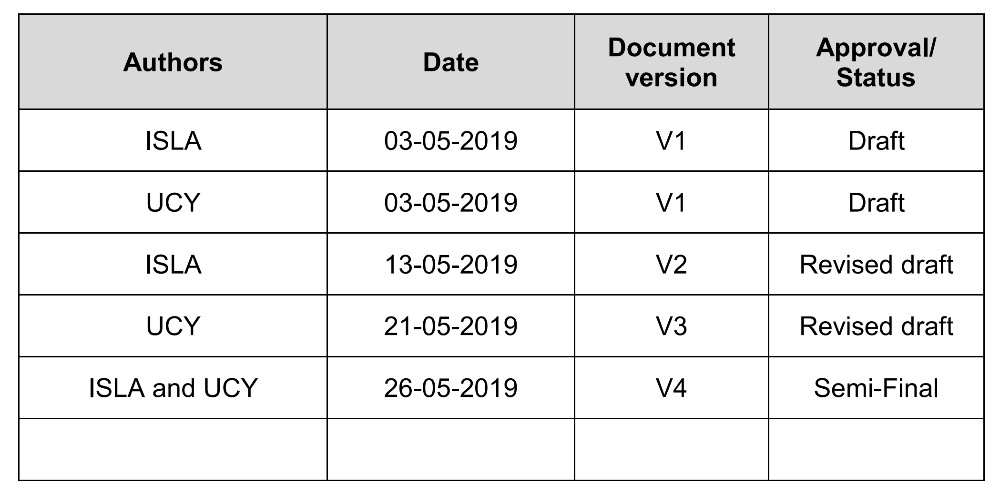 Authors Date Document version Approval/ Status
ISLA 03-05-2019 V1 Draft
UCY 03-05-2019 V1 Draft
ISLA 13-05-2019 V2 Revised draft
UCY 21-05-2019 V3 Revised draft
ISLA and UCY 26-05-2019 V4 Semi-Final